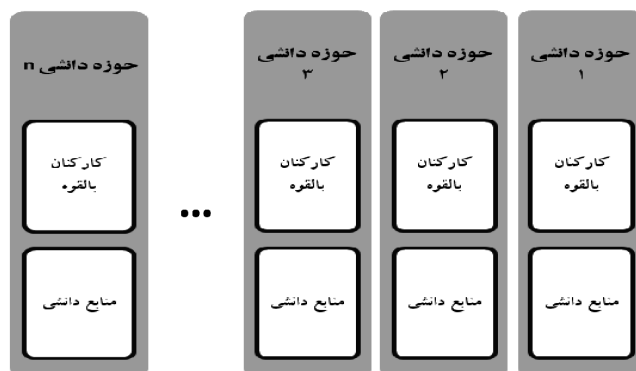 حوزه دانشی
۱
حوزه دانشی
۲
حوزه دانشی
۳
...
حوزه دانشی n
کارکنان
بالقوه
کارکنان
بالقوه
کارکنان
بالقوه
کارکنان
بالقوه
منابع دانشی
منابع دانشی
منابع دانشی
منابع دانشی